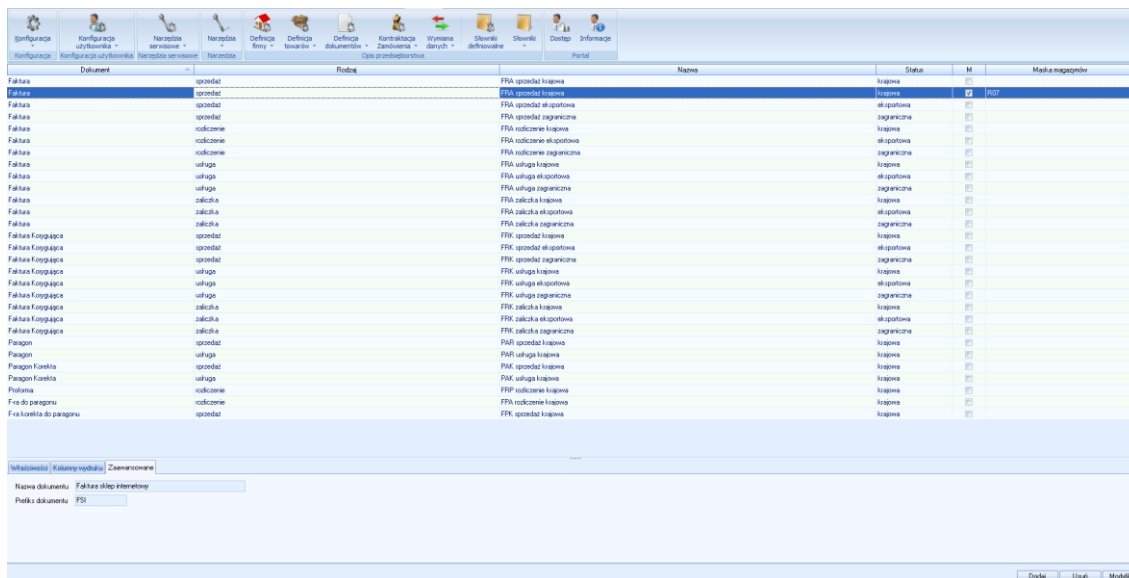 Konfiguracja Konfiguracja użytkownika Narzędzia serwisowe Narzędzia Definicja firmy Definicja towarów Definicja dokumentów Kontraktacja Zamówienia Wymiana danych Słowniki definiowalne Słowniki Dostęp Informacje
Konfiguracja Konfiguracja użytkownika Narzędzia serwisowe Narzędzia Opis przedsiębiorstwa Portal
Dokument Rodzaj Nazwa Status M Maska magazynów
Faktura sprzedaż FRA sprzedaż krajowa krajowa
Faktura sprzedaż FRA sprzedaż krajowa krajowa R07
Faktura sprzedaż FRA sprzedaż eksportowa eksportowa
Faktura sprzedaż FRA sprzedaż zagraniczna zagraniczna
Faktura rozliczenie FRA rozliczenie krajowa krajowa
Faktura rozliczenie FRA rozliczenie eksportowa eksportowa
Faktura rozliczenie FRA rozliczenie zagraniczna zagraniczna
Faktura usługa FRA usługa krajowa krajowa
Faktura usługa FRA usługa eksportowa eksportowa
Faktura usługa FRA usługa zagraniczna zagraniczna
Faktura zaliczka FRA zaliczka krajowa krajowa
Faktura zaliczka FRA zaliczka eksportowa eksportowa
Faktura zaliczka FRA zaliczka zagraniczna zagraniczna
Faktura Korygująca sprzedaż FRK sprzedaż krajowa krajowa
Faktura Korygująca sprzedaż FRK sprzedaż eksportowa eksportowa
Faktura Korygująca sprzedaż FRK sprzedaż zagraniczna zagraniczna
Faktura Korygująca usługa FRK usługa krajowa krajowa
Faktura Korygująca usługa FRK usługa eksportowa eksportowa
Faktura Korygująca usługa FRK usługa zagraniczna zagraniczna
Faktura Korygująca zaliczka FRK zaliczka krajowa krajowa
Faktura Korygująca zaliczka FRK zaliczka eksportowa eksportowa
Faktura Korygująca zaliczka FRK zaliczka zagraniczna zagraniczna
Paragon sprzedaż PAR sprzedaż krajowa krajowa
Paragon usługa PAR usługa krajowa krajowa
Paragon Korekta sprzedaż PAK sprzedaż krajowa krajowa
Paragon Korekta usługa PAK usługa krajowa krajowa
Proforma rozliczenie FRP rozliczenie krajowa krajowa
F-ra do paragonu rozliczenie FPA rozliczenie krajowa krajowa
F-ra korekta do paragonu sprzedaż FPK sprzedaż krajowa krajowa
Właściwości Kolumny wydruku Zaawansowane
Nazwa dokumentu Faktura sklep internetowy
Prefiks dokumentu FSI
Dodaj Usuń Modyfi